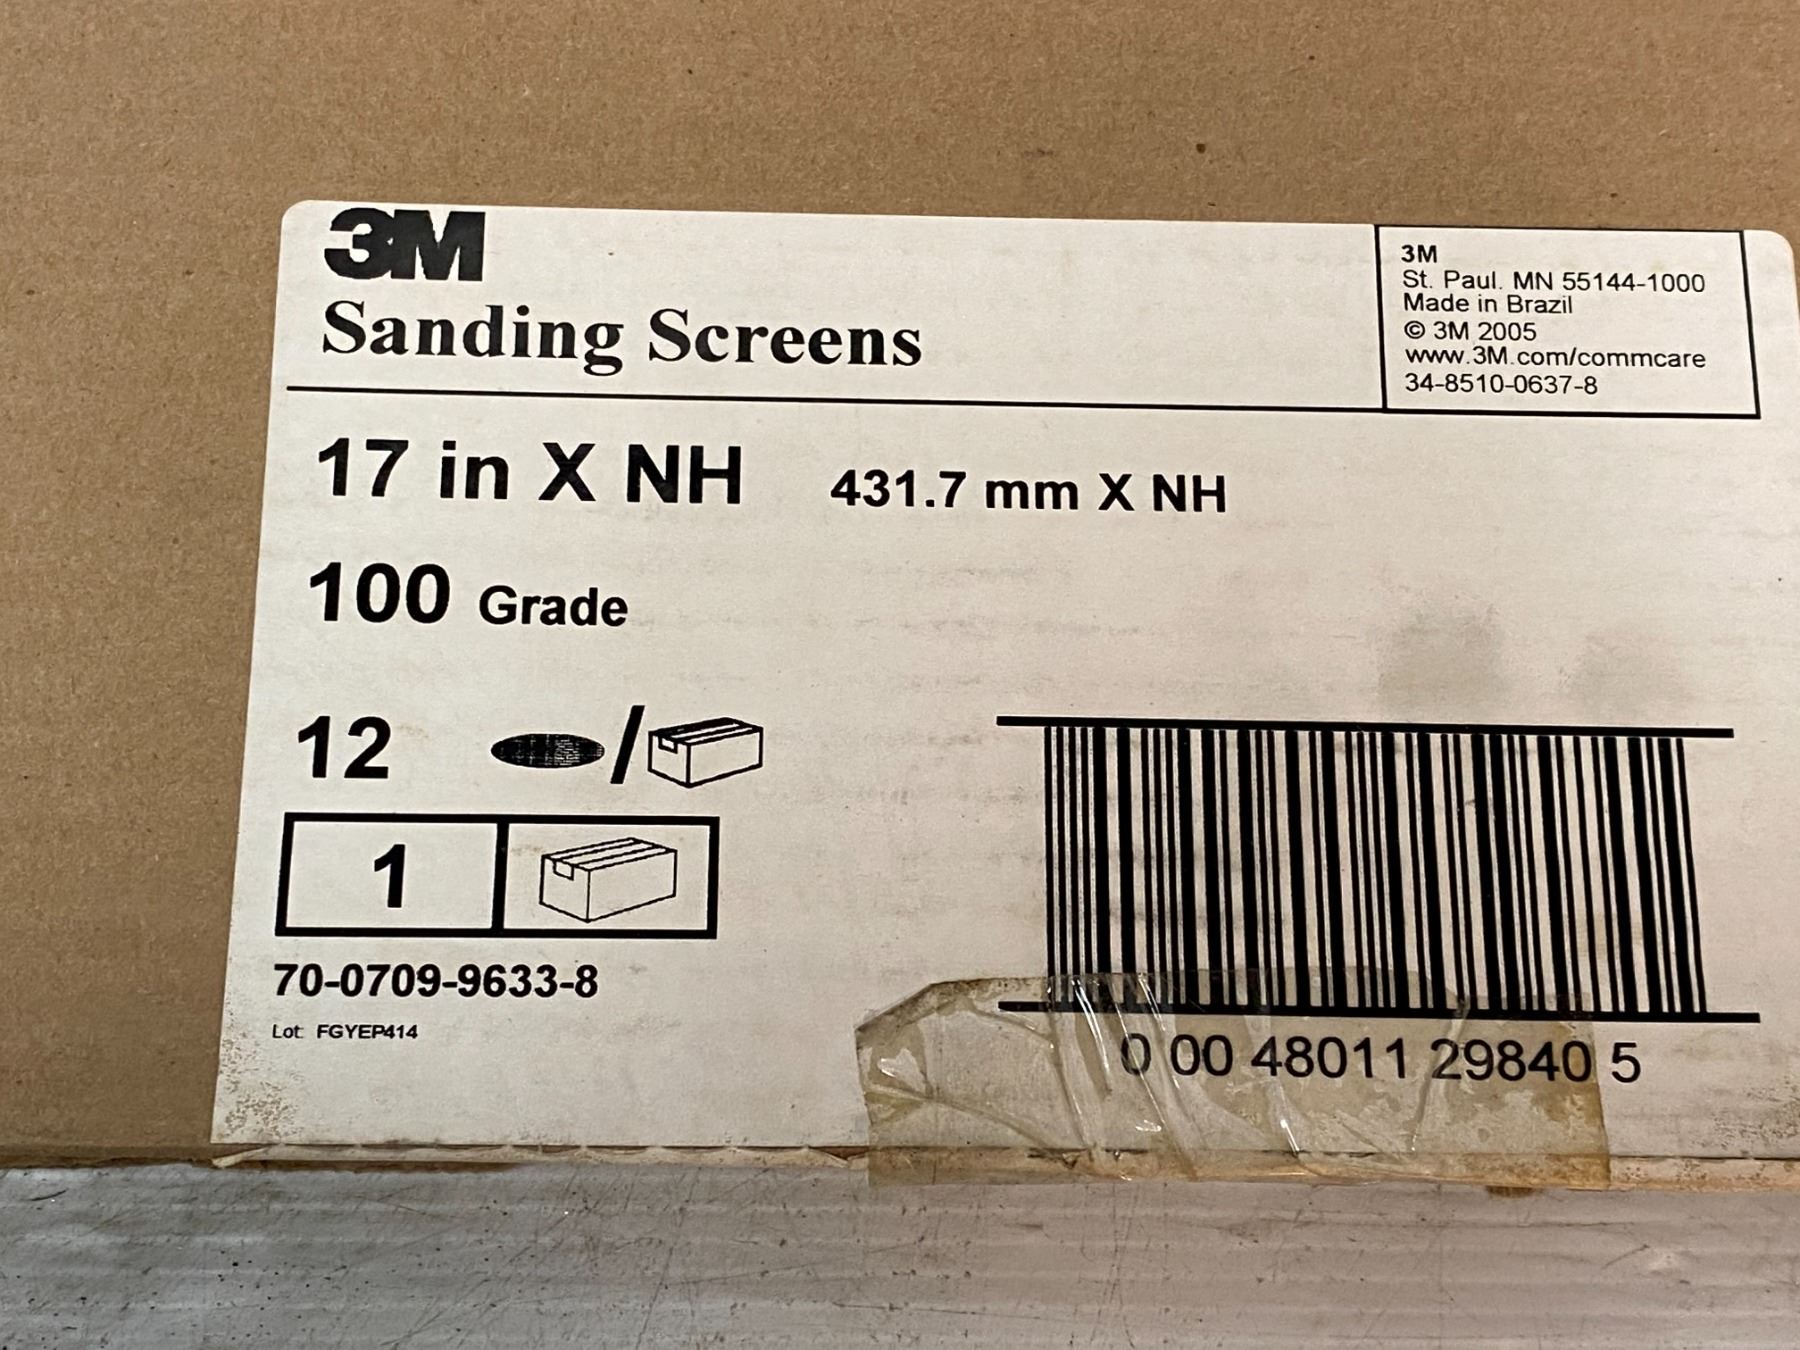 3M
Sanding Screens
3M
St. Paul. MN 55144-1000
Made in Brazil
© 3M 2005
www.3M.com/commcare
34-8510-0637-8
17 in X NH 431.7 mm X NH
100 Grade
12 /
1
70-0709-9633-8
Lot: FGYEP414
0 00 48011 29840 5